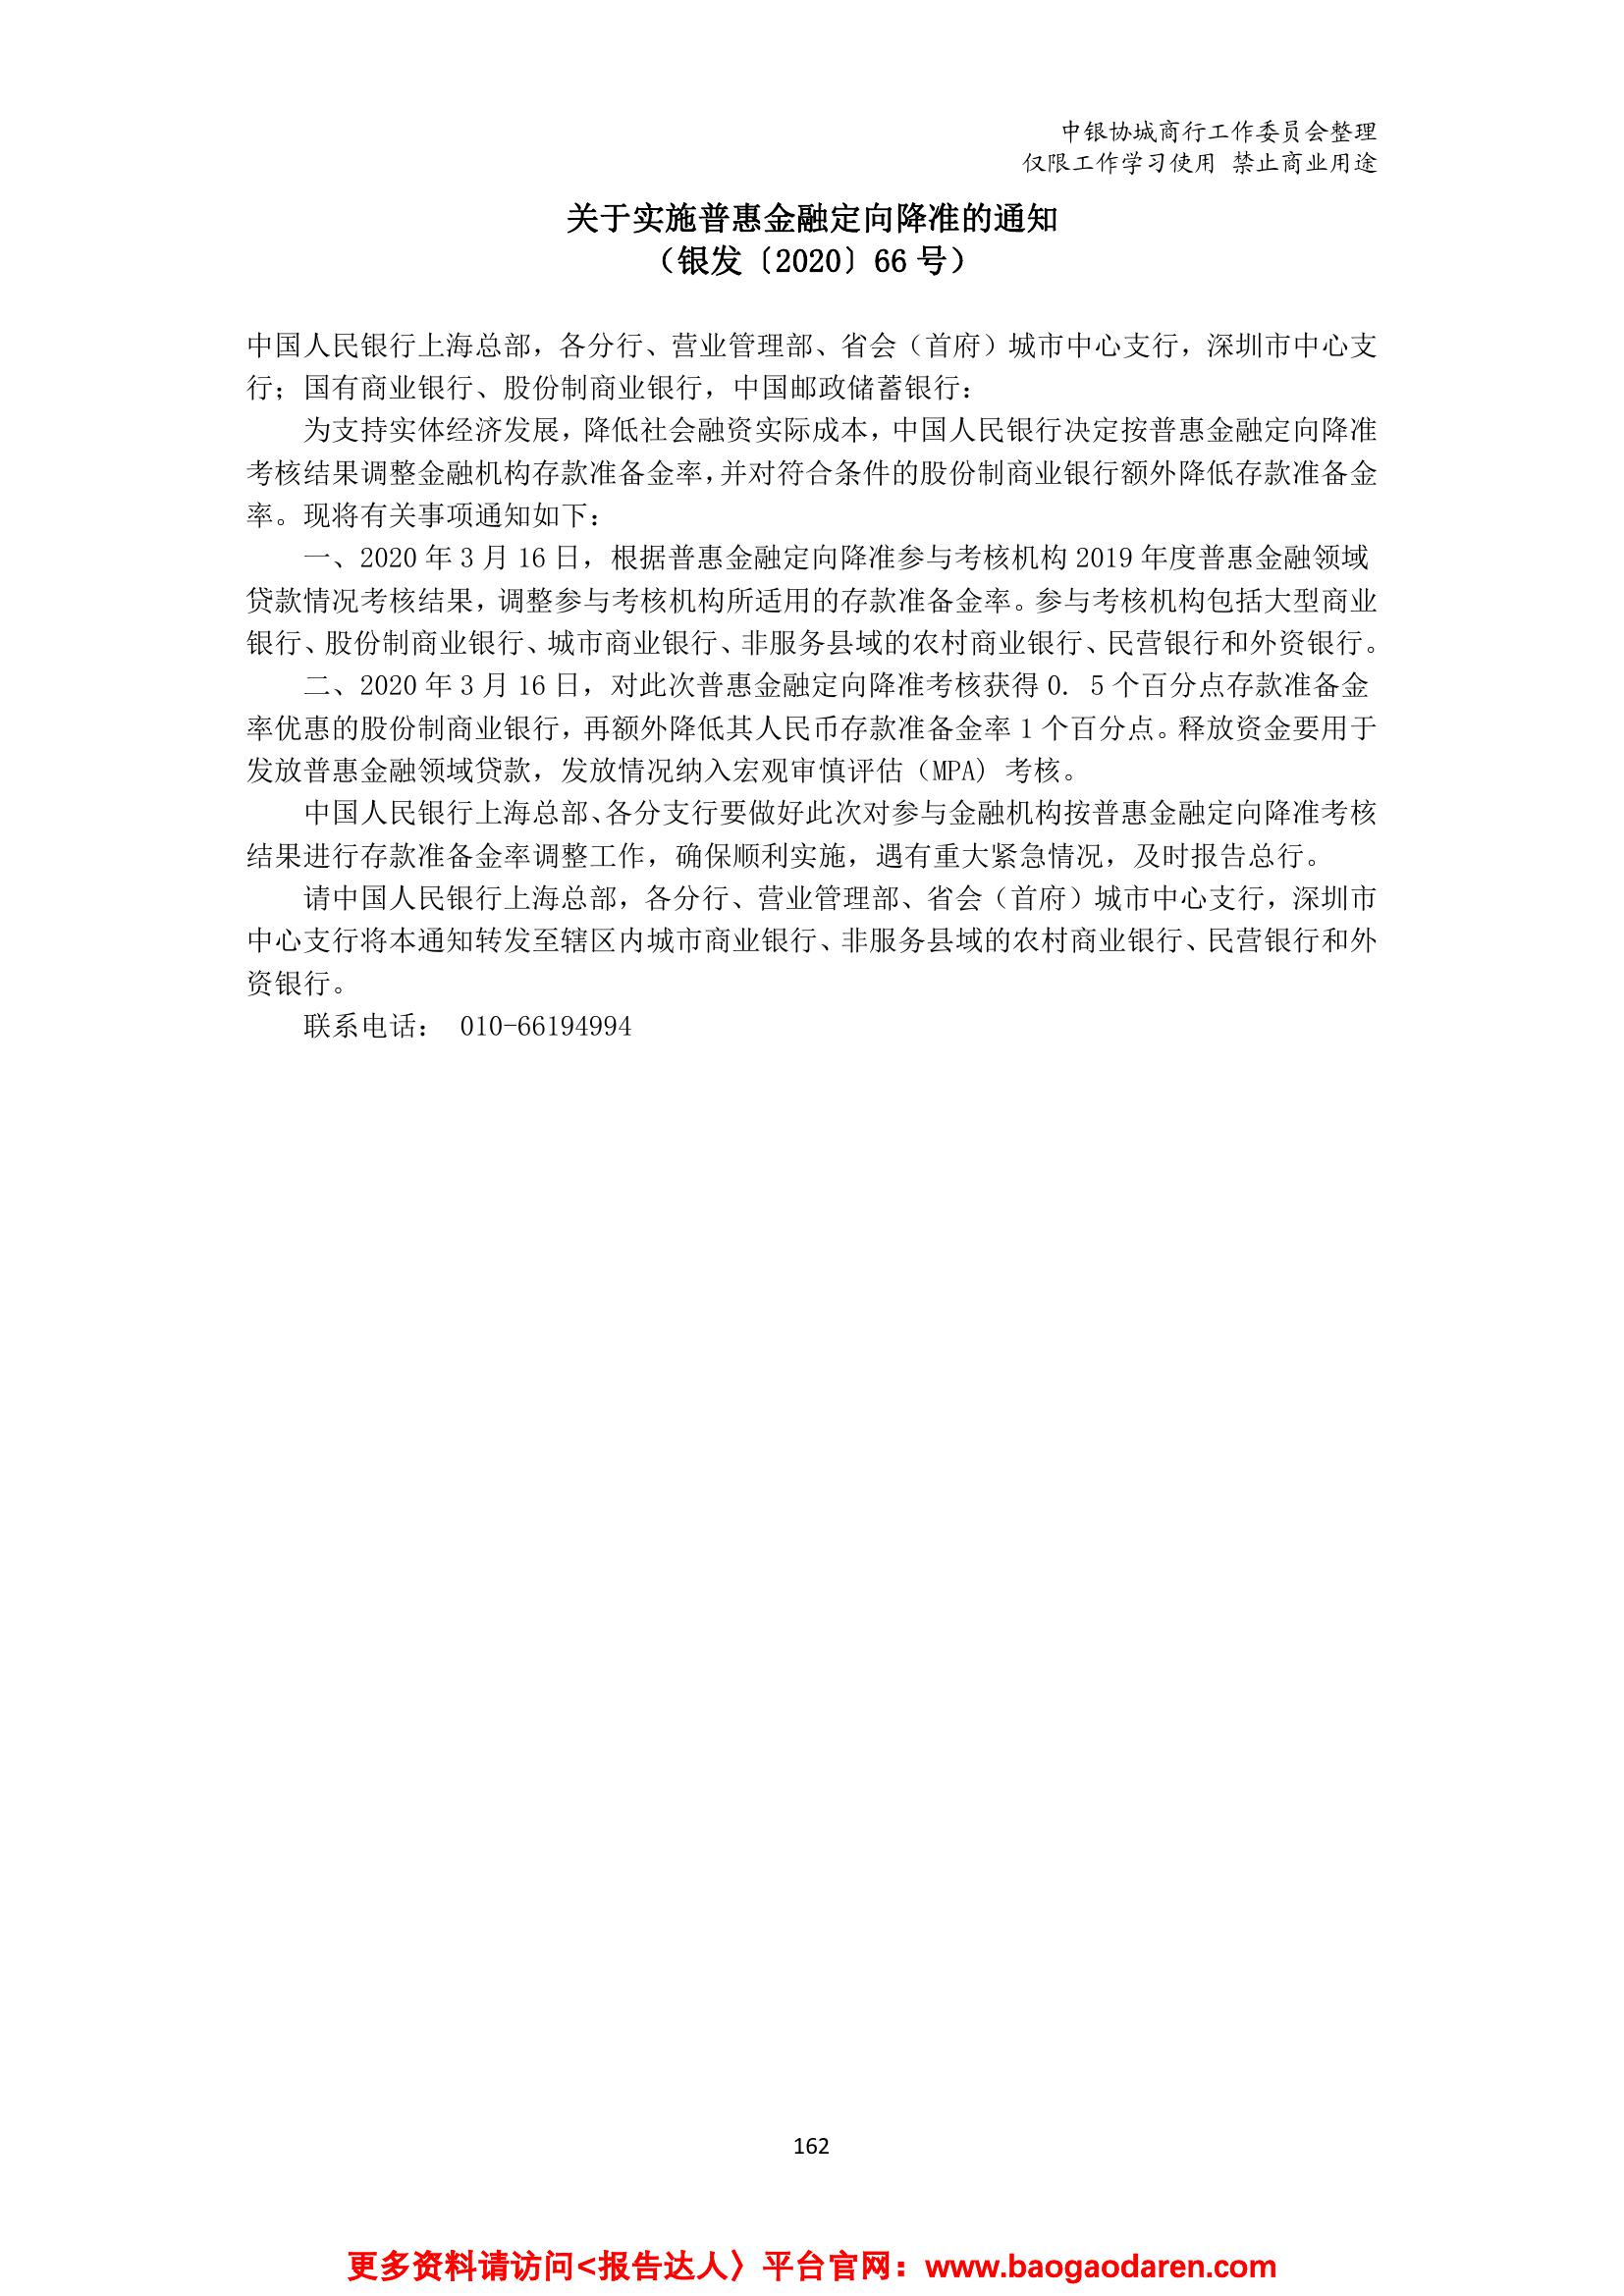 中银协城商行工作委员会整理
仅限工作学习使用 禁止商业用途
关于实施普惠金融定向降准的通知
（银发〔2020〕66 号）
中国人民银行上海总部，各分行、营业管理部、省会（首府）城市中心支行，深圳市中心支
行；国有商业银行、股份制商业银行，中国邮政储蓄银行：
为支持实体经济发展，降低社会融资实际成本，中国人民银行决定按普惠金融定向降准
考核结果调整金融机构存款准备金率，并对符合条件的股份制商业银行额外降低存款准备金
率。现将有关事项通知如下：
一、2020 年 3 月 16 日，根据普惠金融定向降准参与考核机构 2019 年度普惠金融领域
贷款情况考核结果，调整参与考核机构所适用的存款准备金率。参与考核机构包括大型商业
银行、股份制商业银行、城市商业银行、非服务县域的农村商业银行、民营银行和外资银行。
二、2020 年 3 月 16 日，对此次普惠金融定向降准考核获得 0. 5 个百分点存款准备金
率优惠的股份制商业银行，再额外降低其人民币存款准备金率 1 个百分点。释放资金要用于
发放普惠金融领域贷款，发放情况纳入宏观审慎评估（MPA) 考核。
中国人民银行上海总部、各分支行要做好此次对参与金融机构按普惠金融定向降准考核
结果进行存款准备金率调整工作，确保顺利实施，遇有重大紧急情况，及时报告总行。
请中国人民银行上海总部，各分行、营业管理部、省会（首府）城市中心支行，深圳市
中心支行将本通知转发至辖区内城市商业银行、非服务县域的农村商业银行、民营银行和外
资银行。
联系电话： 010-66194994
162
更多资料请访问<报告达人〉平台官网：www.baogaodaren.com